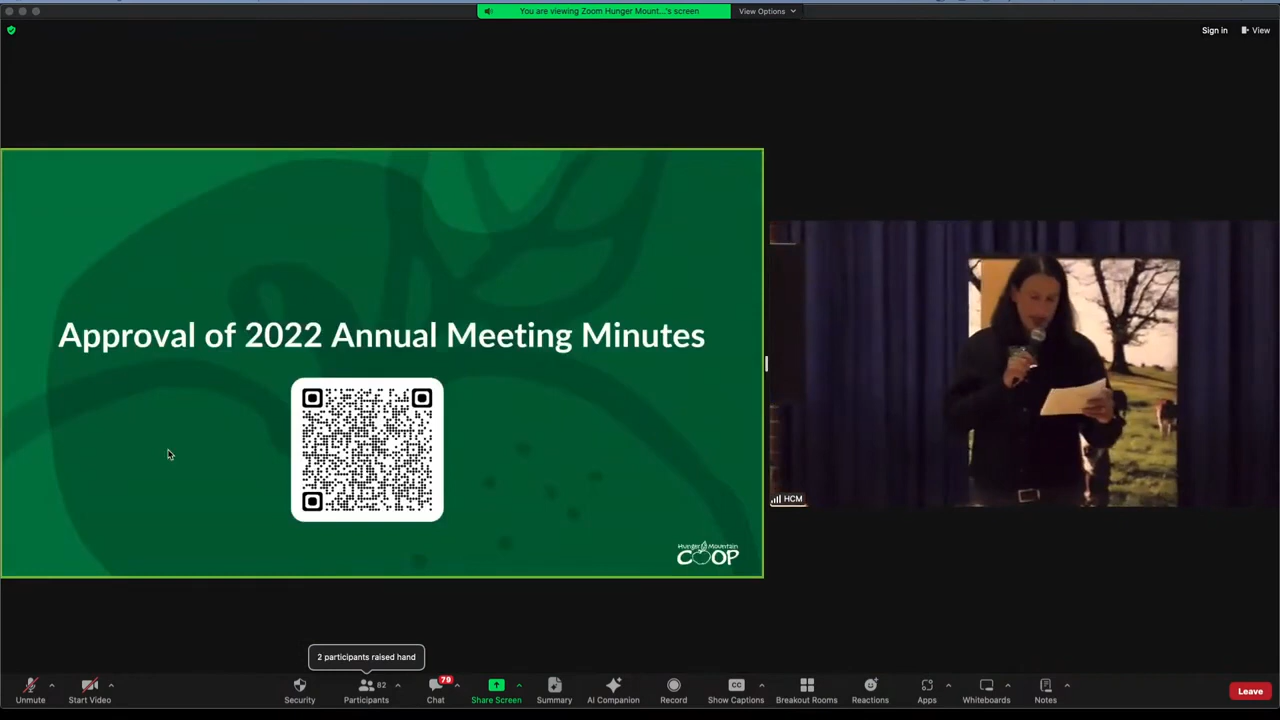 You are viewing Zoom Hunger Mount...'s screen
View Options
Sign in
View
Approval of 2022 Annual Meeting Minutes
Hunger Mountain
COOP
HCM
2 participants raised hand
Unmute
Start Video
Security
82
Participants
79
Chat
Share Screen
Summary
AI Companion
Record
CC
Show Captions
Breakout Rooms
Reactions
Apps
Whiteboards
Notes
Leave